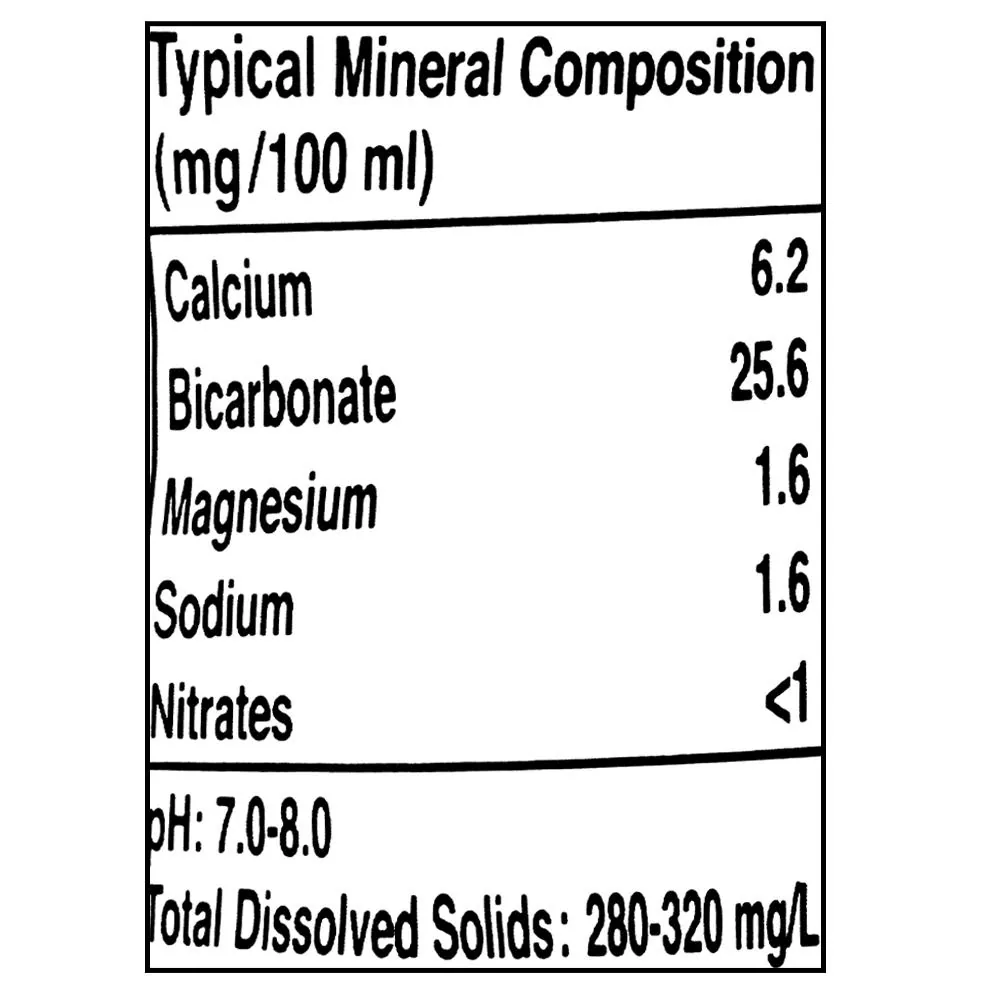 Typical Mineral Composition
(mg/100 ml)
Calcium 6.2
Bicarbonate 25.6
Magnesium 1.6
Sodium 1.6
Nitrates <1
pH: 7.0-8.0
Total Dissolved Solids: 280-320 mg/L